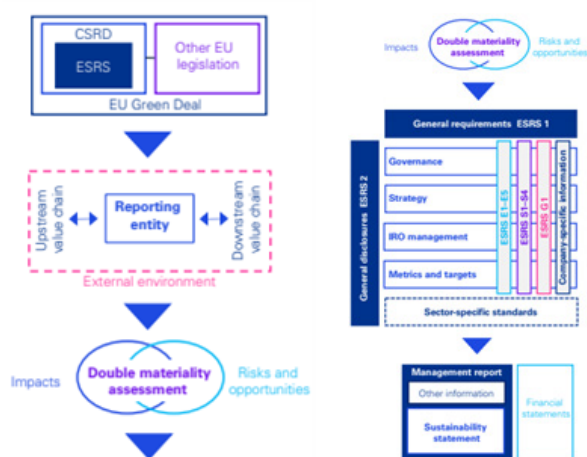 CSRD
ESRS
Other EU
legislation
EU Green Deal
Upstream
value chain
Reporting
entity
Downstream
value chain
External environment
Impacts
Double materiality
assessment
Risks and
opportunities
Impacts
Double materiality
assessment
Risks and
opportunities
General requirements ESRS 1
General disclosures ESRS 2
Governance
Strategy
IRO management
Metrics and targets
ESRS E1–E5
ESRS S1–S4
ESRS G1
Company-specific information
Sector-specific standards
Management report
Other information
Sustainability
statement
Financial
statements